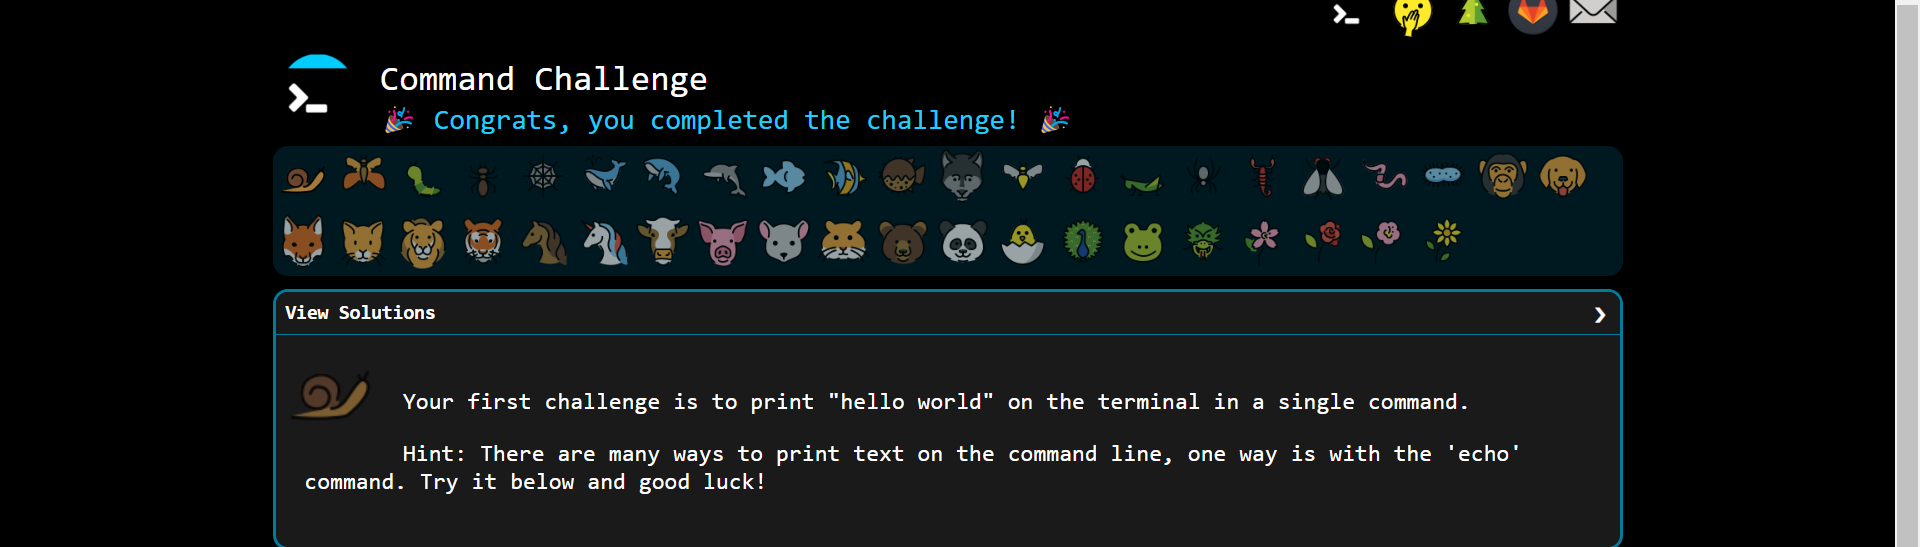 Command Challenge
🎉 Congrats, you completed the challenge! 🎉
View Solutions
Your first challenge is to print "hello world" on the terminal in a single command.
Hint: There are many ways to print text on the command line, one way is with the 'echo'
command. Try it below and good luck!